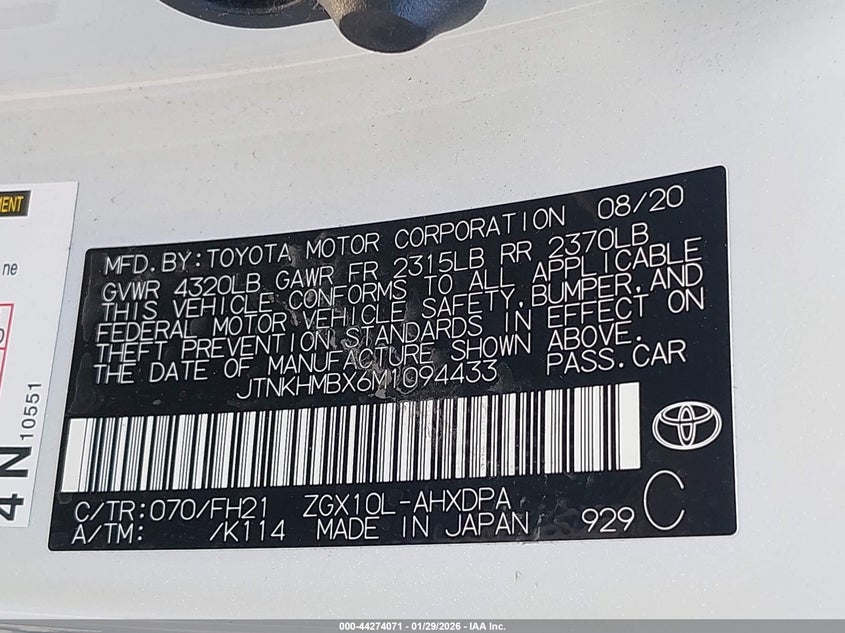 MENT
ne
4 N
10551
MFD.BY:TOYOTA MOTOR CORPORATION 08/20
GVWR 4320LB GAWR FR 2315LB RR 2370LB
THIS VEHICLE CONFORMS TO ALL APPLICABLE
FEDERAL MOTOR VEHICLE SAFETY,BUMPER,AND
THEFT PREVENTION STANDARDS IN EFFECT ON
THE DATE OF MANUFACTURE SHOWN ABOVE.
JTNKHMBX6M1094433 PASS.CAR
C/TR:070/FH21 ZGX10L-AHXDPA
A/TM: /K114 MADE IN JAPAN 929 C
000-44274071 - 01/29/2026 - IAA Inc.